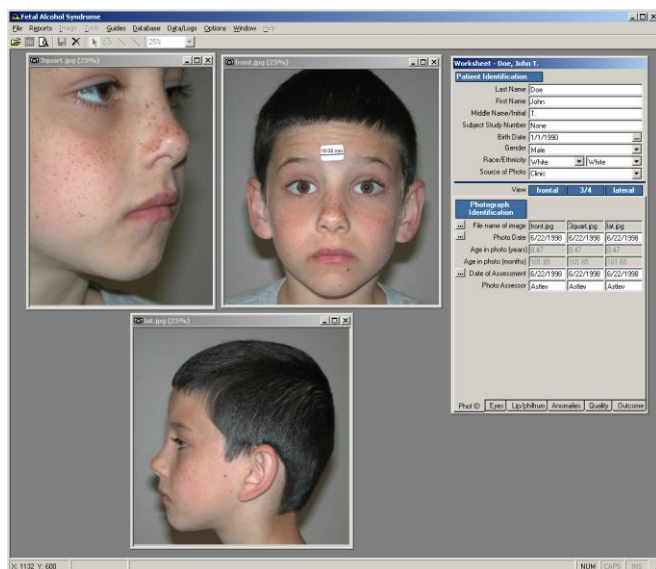 Fetal Alcohol Syndrome
File Reports Image Tools Guides Database Data/Logs Options Window Help
25%
3quart.jpg (25%)
front.jpg (25%)
19.05 mm
lat.jpg (25%)
Worksheet - Doe, John T.
Patient Identification
Last Name Doe
First Name John
Middle Name/Initial T.
Subject Study Number None
Birth Date 1/1/1990 ...
Gender Male
Race/Ethnicity White White
Source of Photo Clinic
View frontal 3/4 lateral
Photograph
Identification
... File name of image front.jpg 3quart.jpg lat.jpg
... Photo Date 6/22/1998 6/22/1998 6/22/1998
Age in photo (years) 8.47 8.47 8.47
Age in photo (months) 101.65 101.65 101.65
... Date of Assessment 6/22/1998 6/22/1998 6/22/1998
Photo Assessor Astley Astley Astley
Phot ID Eyes Lip/philtrum Anomalies Quality Outcome
X: 1132 Y: 600 NUM CAPS INS